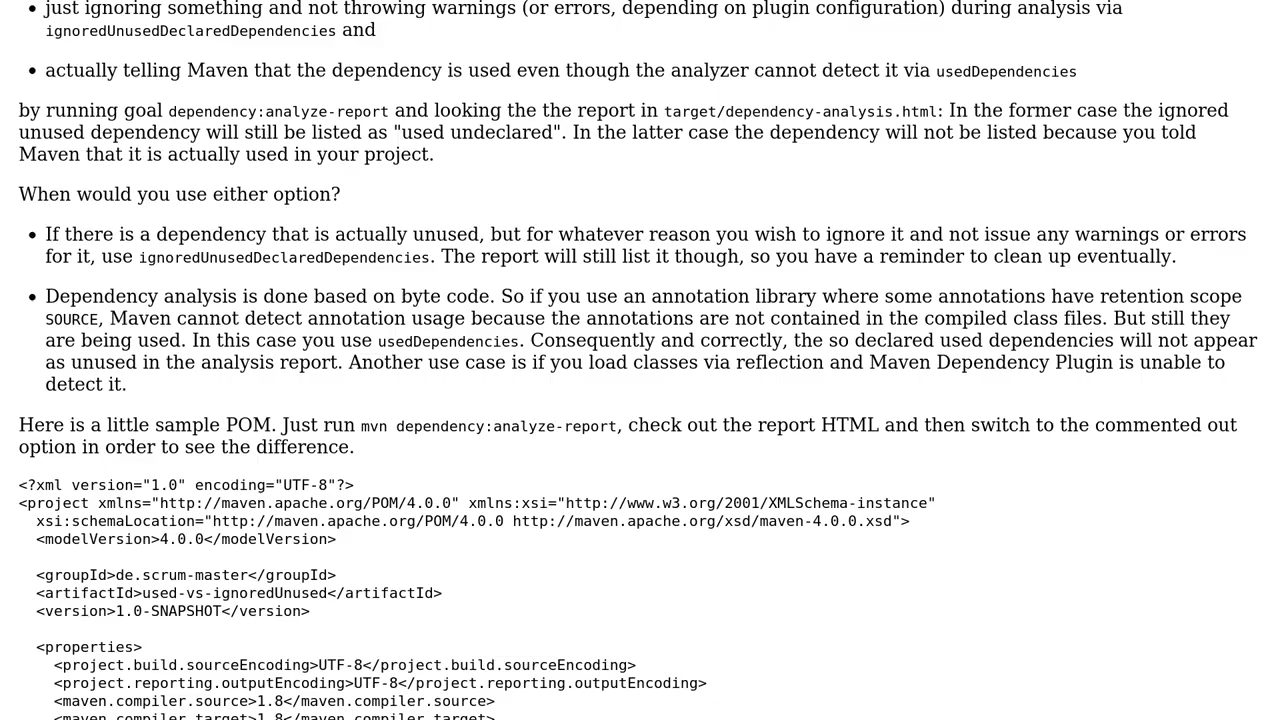 just ignoring something and not throwing warnings (or errors, depending on plugin configuration) during analysis via
ignoredUnusedDeclaredDependencies and
actually telling Maven that the dependency is used even though the analyzer cannot detect it via usedDependencies
by running goal dependency:analyze-report and looking the the report in target/dependency-analysis.html: In the former case the ignored
unused dependency will still be listed as "used undeclared". In the latter case the dependency will not be listed because you told
Maven that it is actually used in your project.
When would you use either option?
If there is a dependency that is actually unused, but for whatever reason you wish to ignore it and not issue any warnings or errors
for it, use ignoredUnusedDeclaredDependencies. The report will still list it though, so you have a reminder to clean up eventually.
Dependency analysis is done based on byte code. So if you use an annotation library where some annotations have retention scope
SOURCE, Maven cannot detect annotation usage because the annotations are not contained in the compiled class files. But still they
are being used. In this case you use usedDependencies. Consequently and correctly, the so declared used dependencies will not appear
as unused in the analysis report. Another use case is if you load classes via reflection and Maven Dependency Plugin is unable to
detect it.
Here is a little sample POM. Just run mvn dependency:analyze-report, check out the report HTML and then switch to the commented out
option in order to see the difference.
<?xml version="1.0" encoding="UTF-8"?>
<project xmlns="http://maven.apache.org/POM/4.0.0" xmlns:xsi="http://www.w3.org/2001/XMLSchema-instance"
  xsi:schemaLocation="http://maven.apache.org/POM/4.0.0 http://maven.apache.org/xsd/maven-4.0.0.xsd">
  <modelVersion>4.0.0</modelVersion>
  <groupId>de.scrum-master</groupId>
  <artifactId>used-vs-ignoredUnused</artifactId>
  <version>1.0-SNAPSHOT</version>
  <properties>
    <project.build.sourceEncoding>UTF-8</project.build.sourceEncoding>
    <project.reporting.outputEncoding>UTF-8</project.reporting.outputEncoding>
    <maven.compiler.source>1.8</maven.compiler.source>
    <maven.compiler.target>1.8</maven.compiler.target>